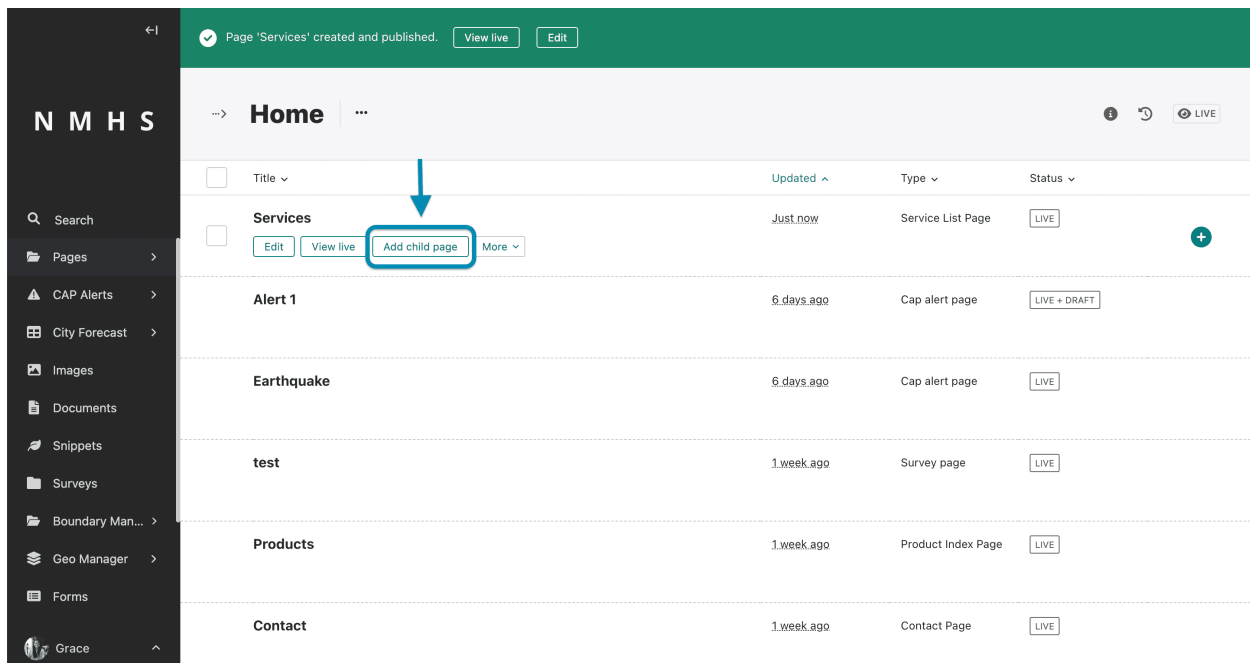 Page 'Services' created and published. View live Edit
N M H S
Home
LIVE
Title Updated Type Status
Search
Pages
CAP Alerts
City Forecast
Images
Documents
Snippets
Surveys
Boundary Man...
Geo Manager
Forms
Grace
Services Just now Service List Page LIVE
Edit View live Add child page More
Alert 1 6 days ago Cap alert page LIVE + DRAFT
Earthquake 6 days ago Cap alert page LIVE
test 1 week ago Survey page LIVE
Products 1 week ago Product Index Page LIVE
Contact 1 week ago Contact Page LIVE